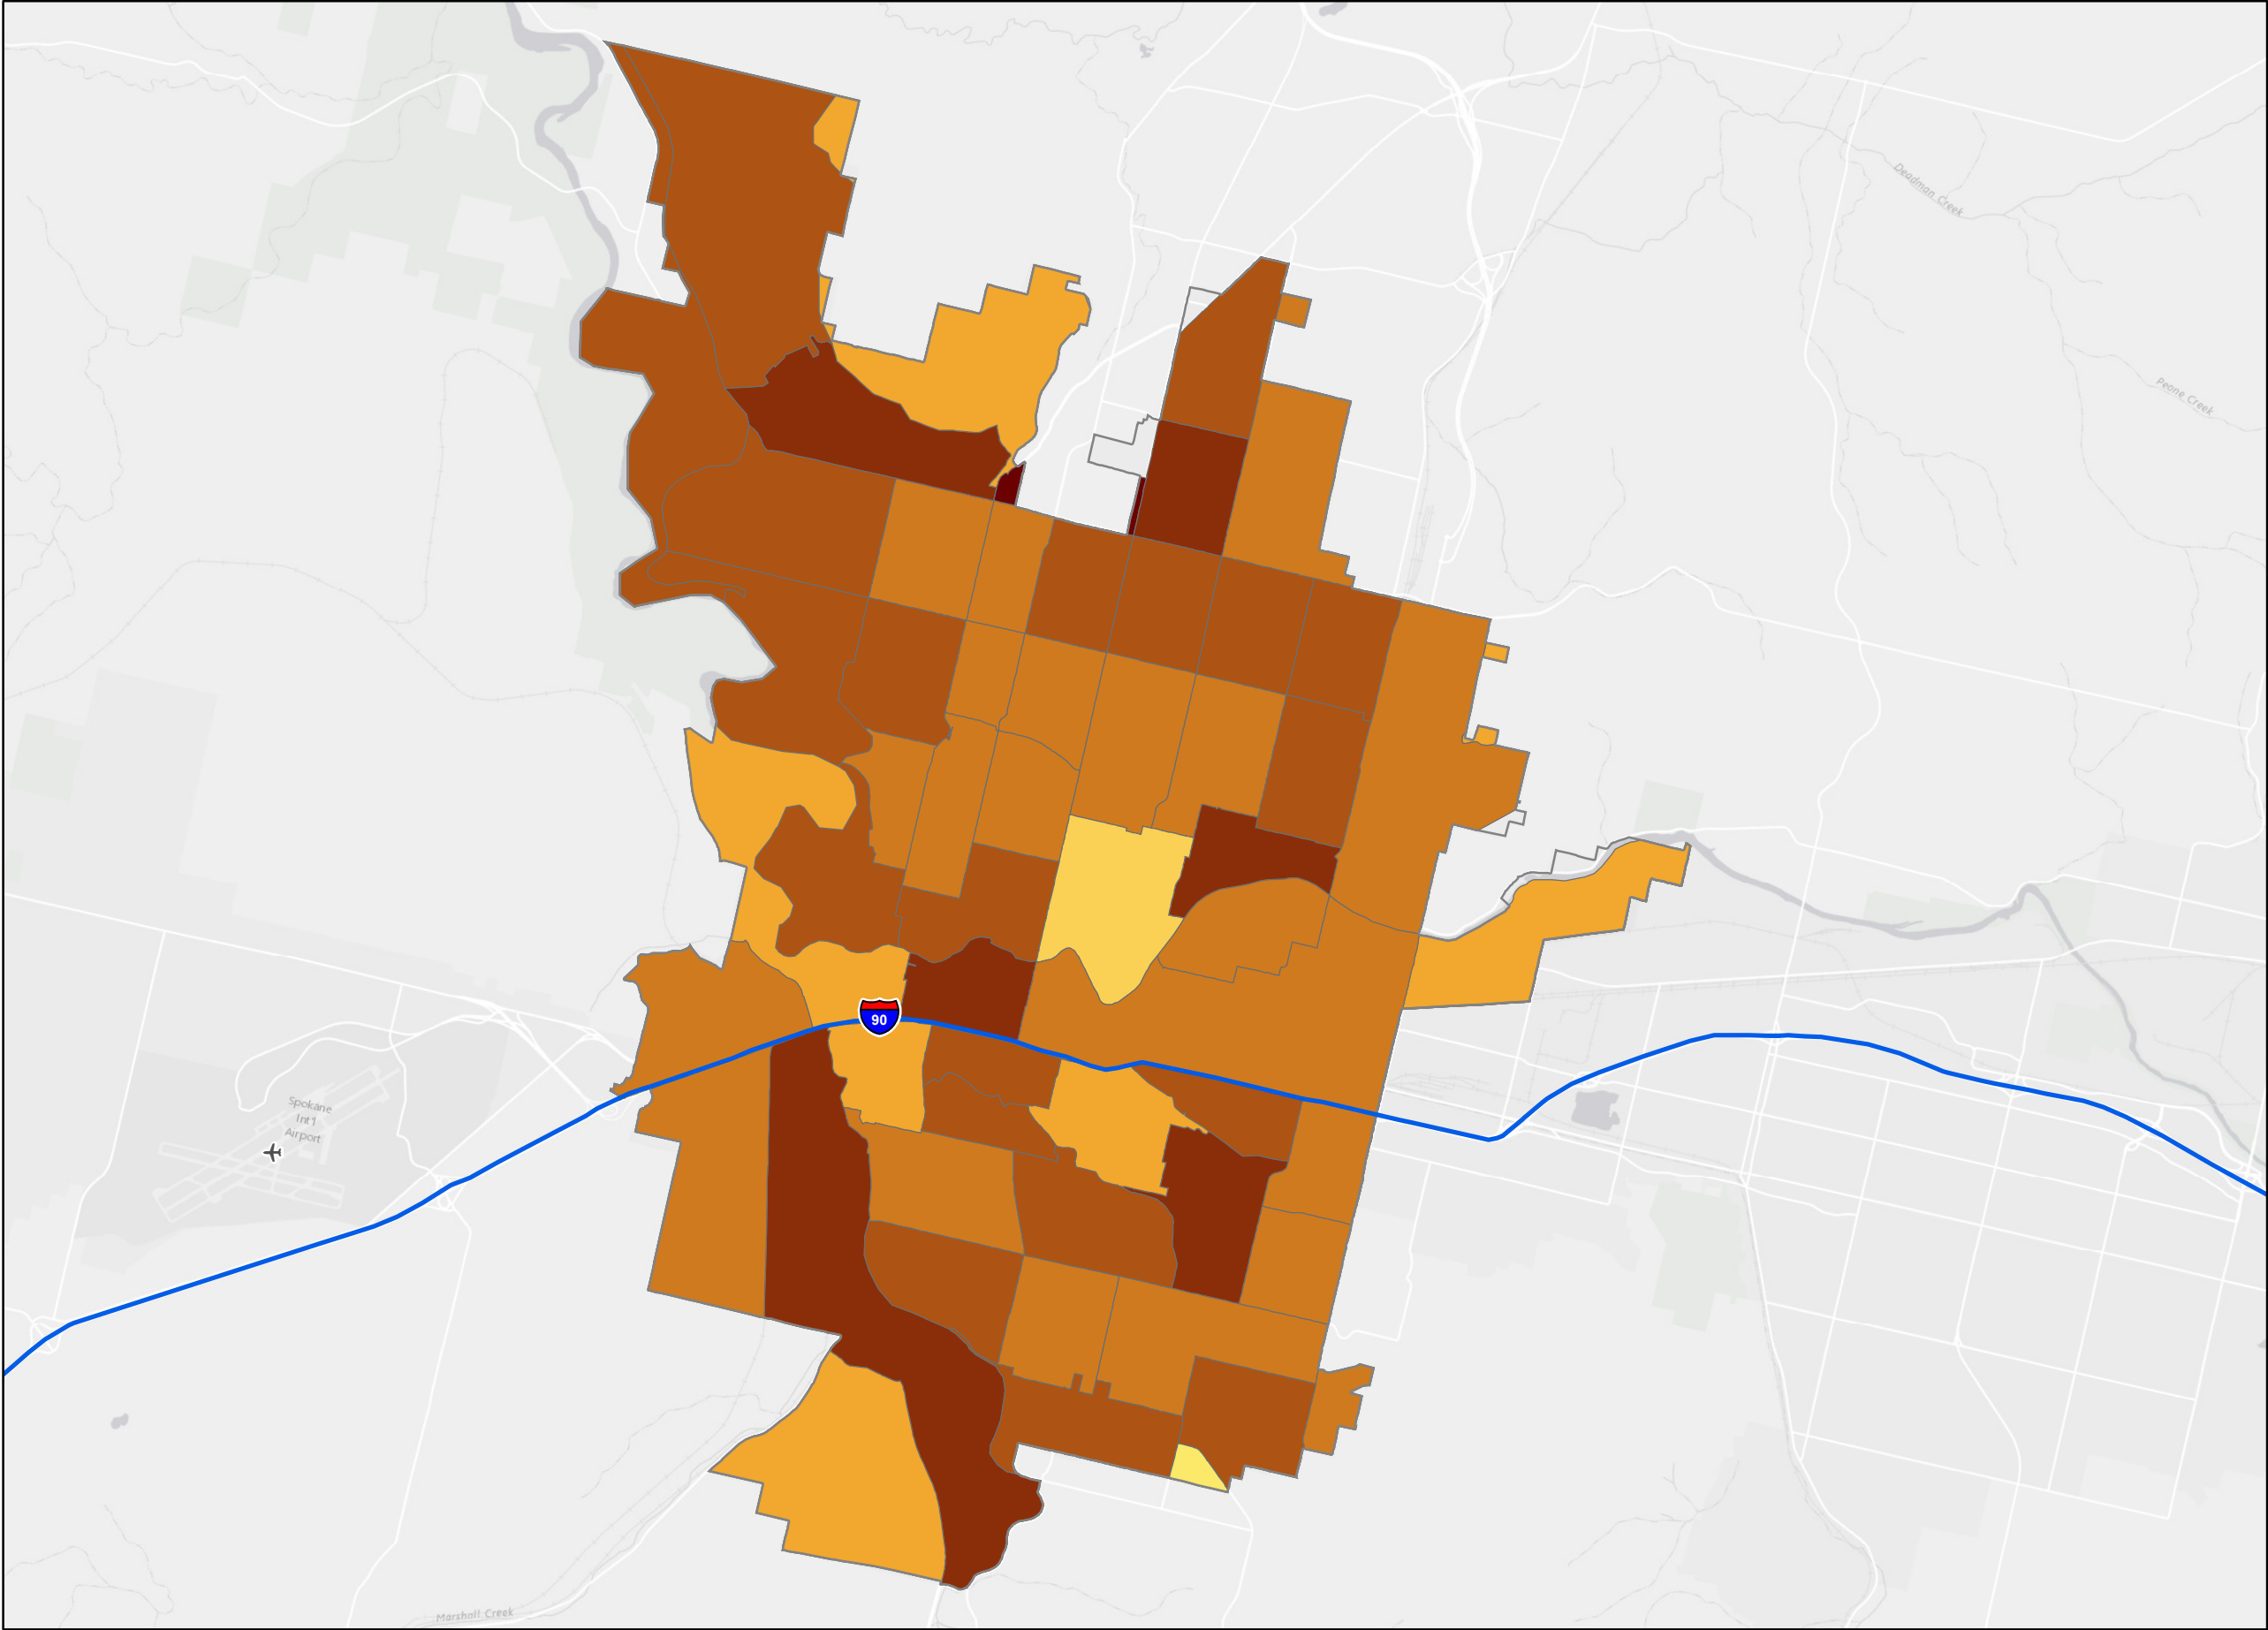 Deadman Creek
Peone Creek
90
Spokane
Int'l
Airport
Marshall Creek